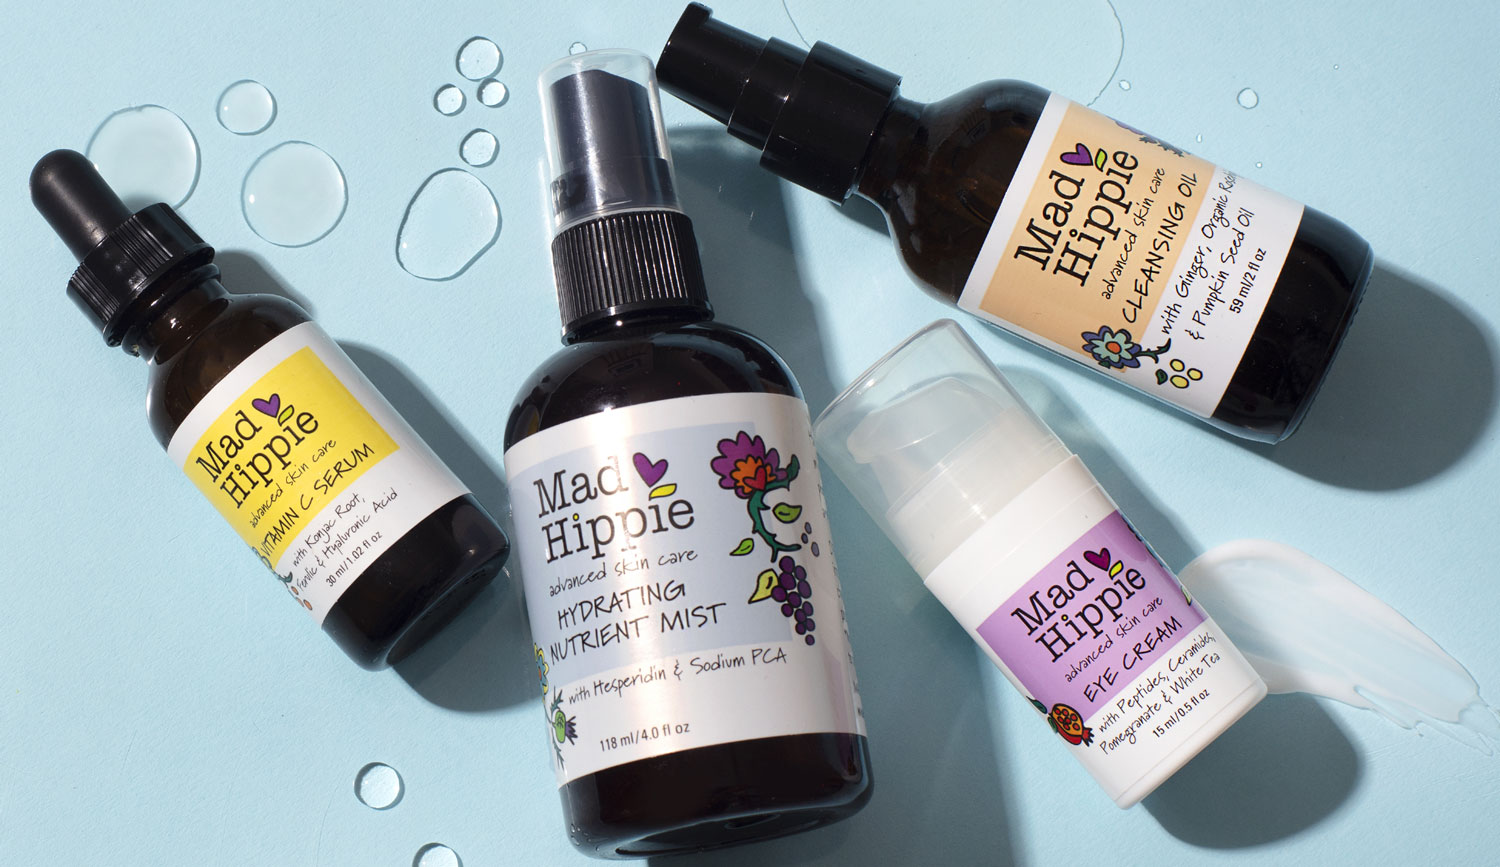 Mad
Hippie
advanced skin care
VITAMIN C SERUM
with Konjac Root,
Ferulic & Hyaluronic Acid
30 ml/1.02 fl oz
Mad
Hippie
advanced skin care
HYDRATING
NUTRIENT MIST
with Hesperidin & Sodium PCA
118 ml/4.0 fl oz
Mad
Hippie
advanced skin care
CLEANSING OIL
with Ginger, Organic
& Pumpkin Seed Oil
59 ml/2 fl oz
Mad
Hippie
advanced skin care
EYE CREAM
with Peptides, Ceramides,
Pomegranate & White Tea
15 ml/0.5 fl oz